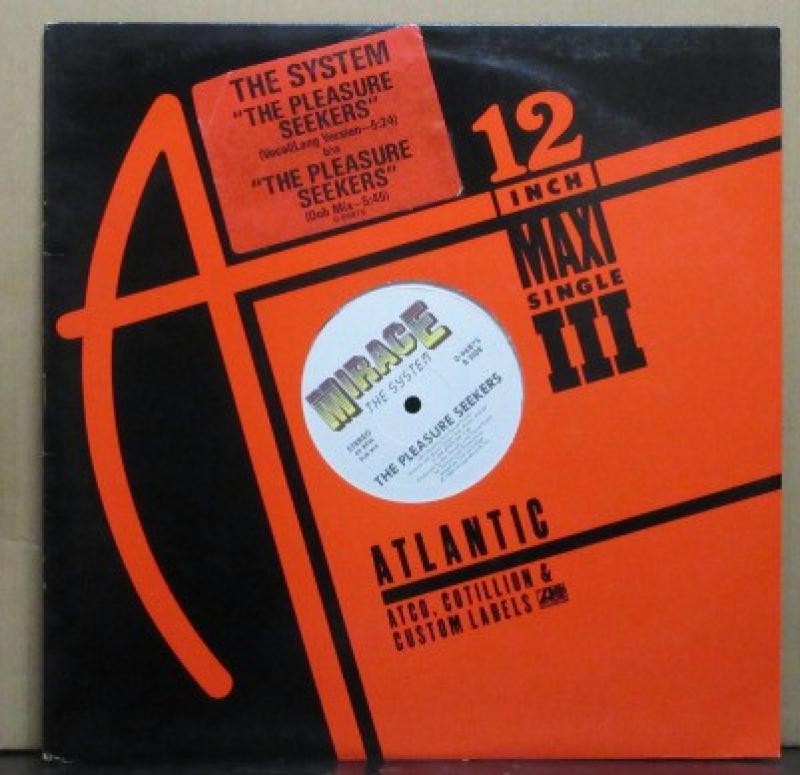 THE SYSTEM
"THE PLEASURE
SEEKERS"
(Vocal/Long Version—5:24)
b/w
"THE PLEASURE
SEEKERS"
(Dub Mix—5:45)
12
INCH
MAXI
SINGLE
III
MIRAGE
THE SYSTEM
STEREO
THE PLEASURE SEEKERS
ATLANTIC
ATCO, COTILLION &
CUSTOM LABELS